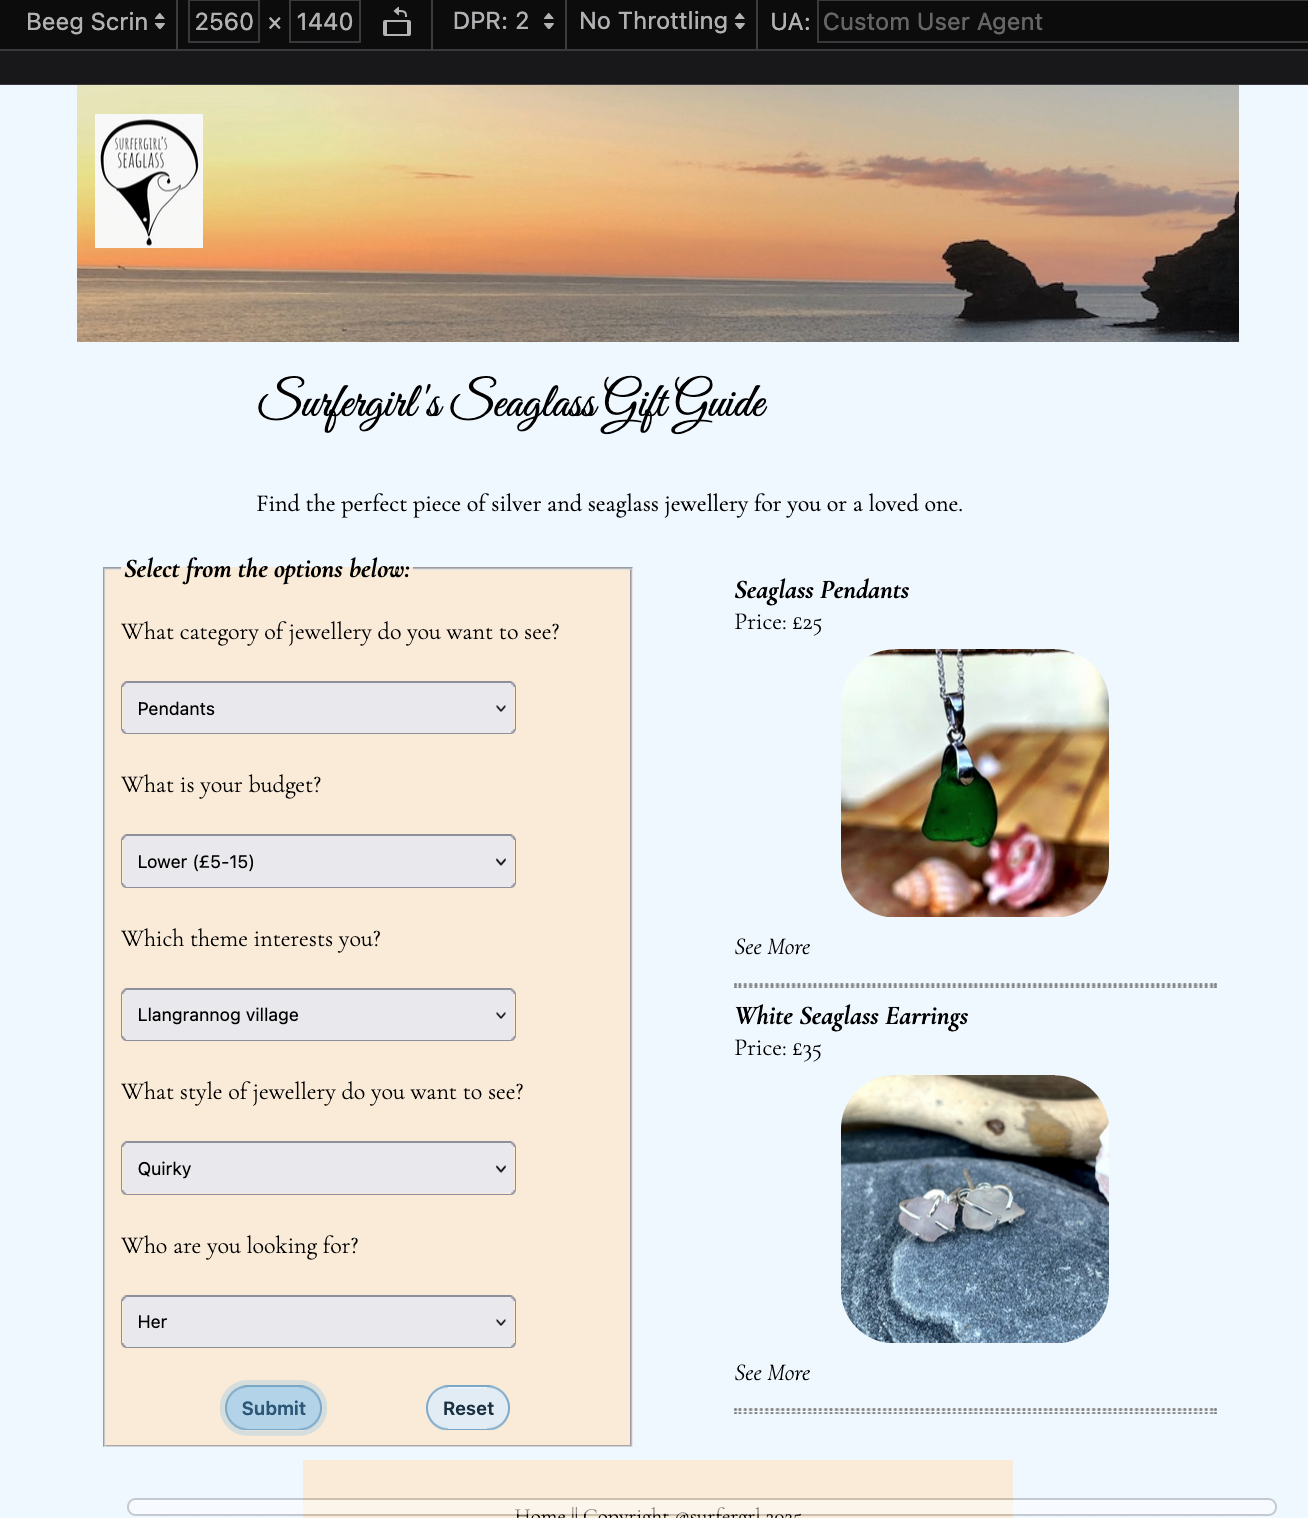 Beeg Scrin 2560 × 1440 DPR: 2 No Throttling UA: Custom User Agent
SURFERGIRL'S
SEAGLASS
Surfergirl's Seaglass Gift Guide
Find the perfect piece of silver and seaglass jewellery for you or a loved one.
Select from the options below:
What category of jewellery do you want to see?
Pendants
What is your budget?
Lower (£5-15)
Which theme interests you?
Llangrannog village
What style of jewellery do you want to see?
Quirky
Who are you looking for?
Her
Submit Reset
Seaglass Pendants
Price: £25
See More
White Seaglass Earrings
Price: £35
See More
Home || Copyright @surfergrl 2025